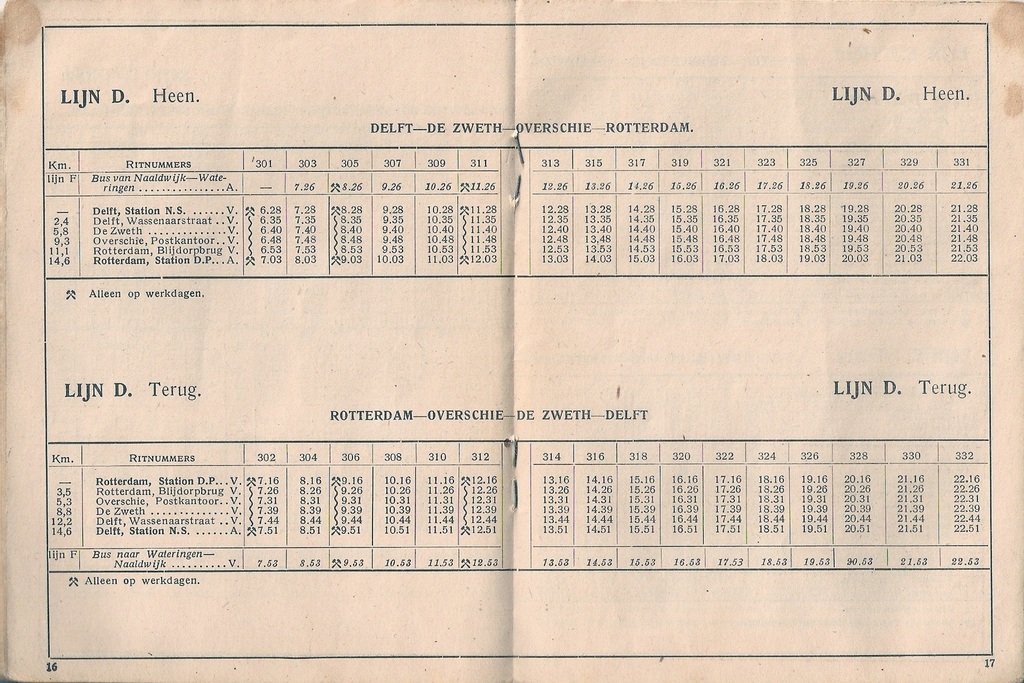 LIJN D. Heen. LIJN D. Heen.
DELFT—DE ZWETH—OVERSCHIE—ROTTERDAM.
Km. RITNUMMERS 301 303 305 307 309 311 313 315 317 319 321 323 325 327 329 331
lijn F Bus van Naaldwijk—Wate-
ringen ...............A. — 7.26 ⚒8.26 9.26 10.26 ⚒11.26 12.26 13.26 14.26 15.26 16.26 17.26 18.26 19.26 20.26 21.26
— Delft, Station N.S. ......V. ⚒ 6.28 7.28 ⚒8.28 9.28 10.28 ⚒11.28 12.28 13.28 14.28 15.28 16.28 17.28 18.28 19.28 20.28 21.28
2,4 Delft, Wassenaarstraat ..V. 6.35 7.35 8.35 9.35 10.35 11.35 12.35 13.35 14.35 15.35 16.35 17.35 18.35 19.35 20.35 21.35
5,8 De Zweth ..............V. 6.40 7.40 8.40 9.40 10.40 11.40 12.40 13.40 14.40 15.40 16.40 17.40 18.40 19.40 20.40 21.40
9,3 Overschie, Postkantoor..V. 6.48 7.48 8.48 9.48 10.48 11.48 12.48 13.48 14.48 15.48 16.48 17.48 18.48 19.48 20.48 21.48
11,1 Rotterdam, Blijdorpbrug V. 6.53 7.53 8.53 9.53 10.53 11.53 12.53 13.53 14.53 15.53 16.53 17.53 18.53 19.53 20.53 21.53
14,6 Rotterdam, Station D.P...A. ⚒ 7.03 8.03 ⚒9.03 10.03 11.03 ⚒12.03 13.03 14.03 15.03 16.03 17.03 18.03 19.03 20.03 21.03 22.03
⚒ Alleen op werkdagen.
LIJN D. Terug. LIJN D. Terug.
ROTTERDAM—OVERSCHIE—DE ZWETH—DELFT
Km. RITNUMMERS 302 304 306 308 310 312 314 316 318 320 322 324 326 328 330 332
— Rotterdam, Station D.P...V. ⚒7.16 8.16 ⚒9.16 10.16 11.16 ⚒12.16 13.16 14.16 15.16 16.16 17.16 18.16 19.16 20.16 21.16 22.16
3,5 Rotterdam, Blijdorpbrug V. 7.26 8.26 9.26 10.26 11.26 12.26 13.26 14.26 15.26 16.26 17.26 18.26 19.26 20.26 21.26 22.26
5,3 Overschie, Postkantoor..V. 7.31 8.31 9.31 10.31 11.31 12.31 13.31 14.31 15.31 16.31 17.31 18.31 19.31 20.31 21.31 22.31
8,8 De Zweth ..............V. 7.39 8.39 9.39 10.39 11.39 12.39 13.39 14.39 15.39 16.39 17.39 18.39 19.39 20.39 21.39 22.39
12,2 Delft, Wassenaarstraat ..V. 7.44 8.44 9.44 10.44 11.44 12.44 13.44 14.44 15.44 16.44 17.44 18.44 19.44 20.44 21.44 22.44
14,6 Delft, Station N.S. ......A. ⚒7.51 8.51 ⚒9.51 10.51 11.51 ⚒12.51 13.51 14.51 15.51 16.51 17.51 18.51 19.51 20.51 21.51 22.51
lijn F Bus naar Wateringen—
Naaldwijk ..........V. 7.53 8.53 ⚒9.53 10.53 11.53 ⚒12.53 13.53 14.53 15.53 16.53 17.53 18.53 19.53 20.53 21.53 22.53
⚒ Alleen op werkdagen.
16 17